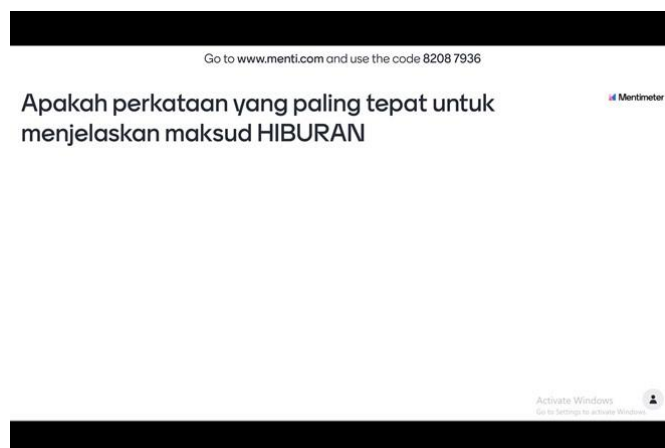 Go to www.menti.com and use the code 8208 7936
Apakah perkataan yang paling tepat untuk
menjelaskan maksud HIBURAN
Mentimeter
Activate Windows
Go to Settings to activate Windows.